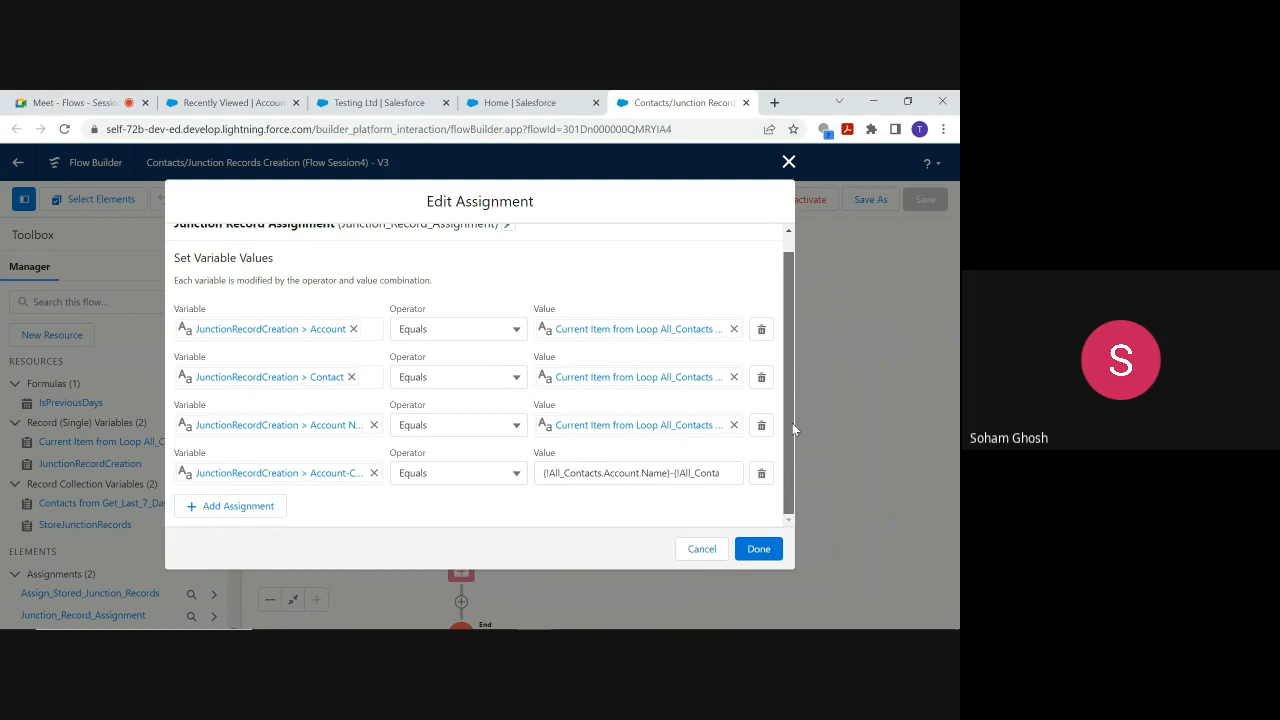 Meet - Flows - Sessio
Recently Viewed | Accoun
Testing Ltd | Salesforce
Home | Salesforce
Contacts/Junction Record
self-72b-dev-ed.develop.lightning.force.com/builder_platform_interaction/flowBuilder.app?flowId=301Dn000000QMRYIA4
T
Flow Builder
Contacts/Junction Records Creation (Flow Session4) - V3
?
Select Elements
activate
Save As
Save
Toolbox
Manager
Search this flow...
New Resource
RESOURCES
Formulas (1)
IsPreviousDays
Record (Single) Variables (2)
Current Item from Loop All_C
JunctionRecordCreation
Record Collection Variables (2)
Contacts from Get_Last_7_Da
StoreJunctionRecords
ELEMENTS
Assignments (2)
Assign_Stored_Junction_Records
Junction_Record_Assignment
Edit Assignment
Junction Record Assignment (Junction_Record_Assignment)
Set Variable Values
Each variable is modified by the operator and value combination.
Variable Operator Value
JunctionRecordCreation > Account Equals Current Item from Loop All_Contacts ...
Variable Operator Value
JunctionRecordCreation > Contact Equals Current Item from Loop All_Contacts ...
Variable Operator Value
JunctionRecordCreation > Account N... Equals Current Item from Loop All_Contacts ...
Variable Operator Value
JunctionRecordCreation > Account-C... Equals {!All_Contacts.Account.Name}-{!All_Conta
Add Assignment
Cancel
Done
End
S
Soham Ghosh